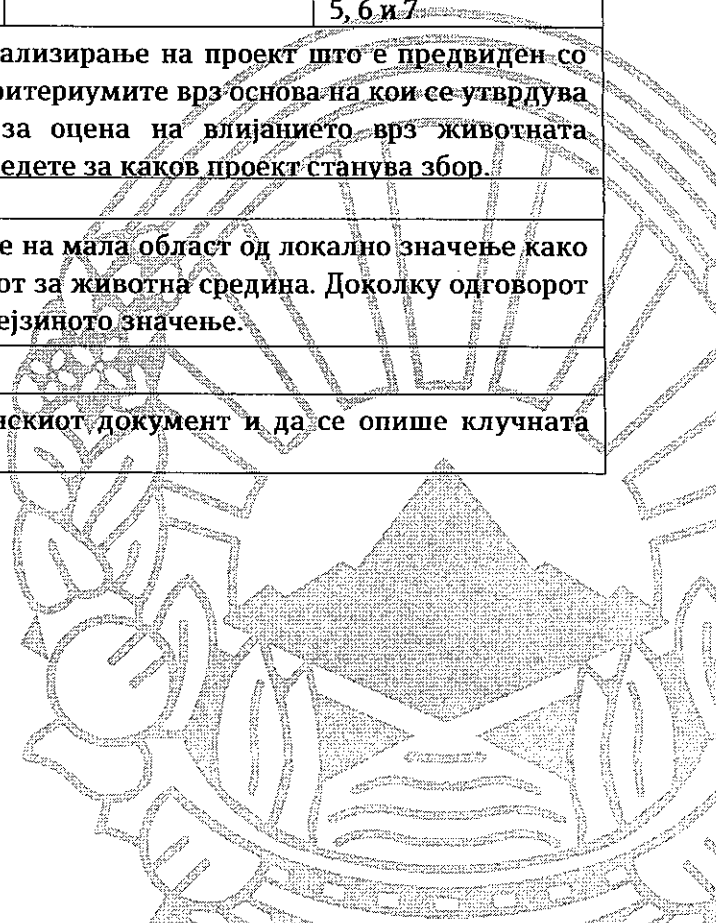 5, 6 и 7
ализирање на проект што е предвиден со
ритериумите врз основа на кои се утврдува
за оцена на влијанието врз животната
едете за каков проект станува збор.
е на мала област од локално значење како
от за животна средина. Доколку одговорот
ејзиното значење.
нскиот документ и да се опише клучната